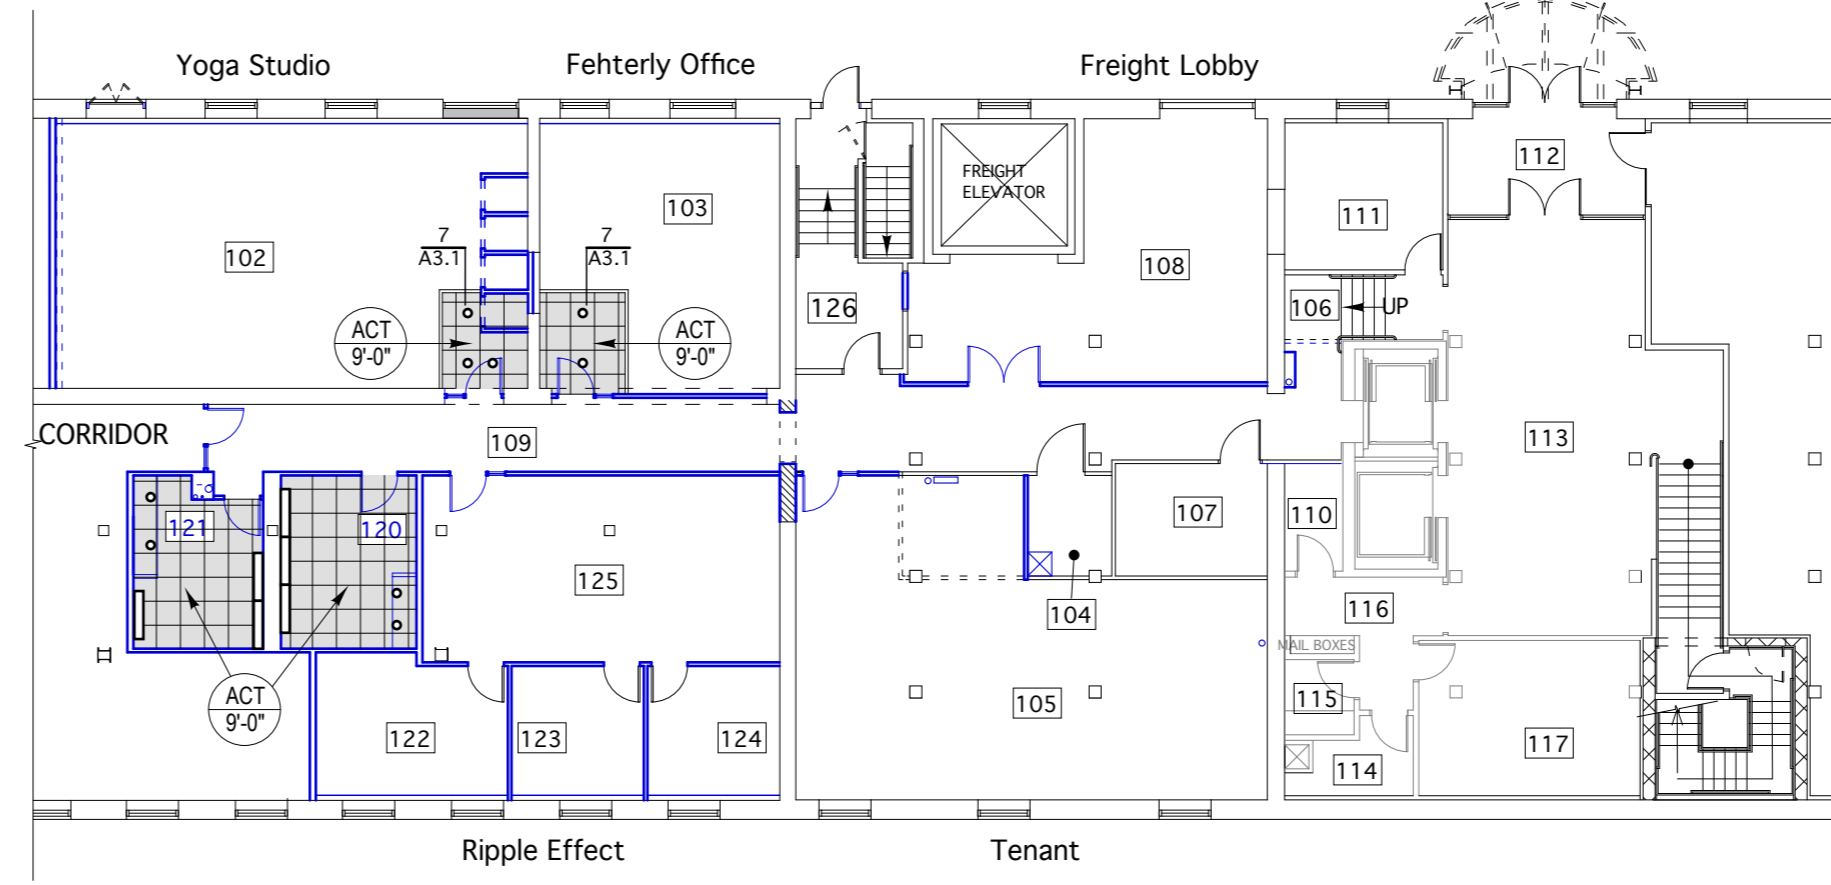 Yoga Studio
Fehterly Office
Freight Lobby
112
FREIGHT
ELEVATOR
103
111
7
A3.1
7
A3.1
102
108
126
106
UP
ACT
9'-0"
ACT
9'-0"
CORRIDOR
109
113
121
120
107
110
125
104
116
MAIL BOXES
115
105
ACT
9'-0"
122
123
124
117
114
Ripple Effect
Tenant